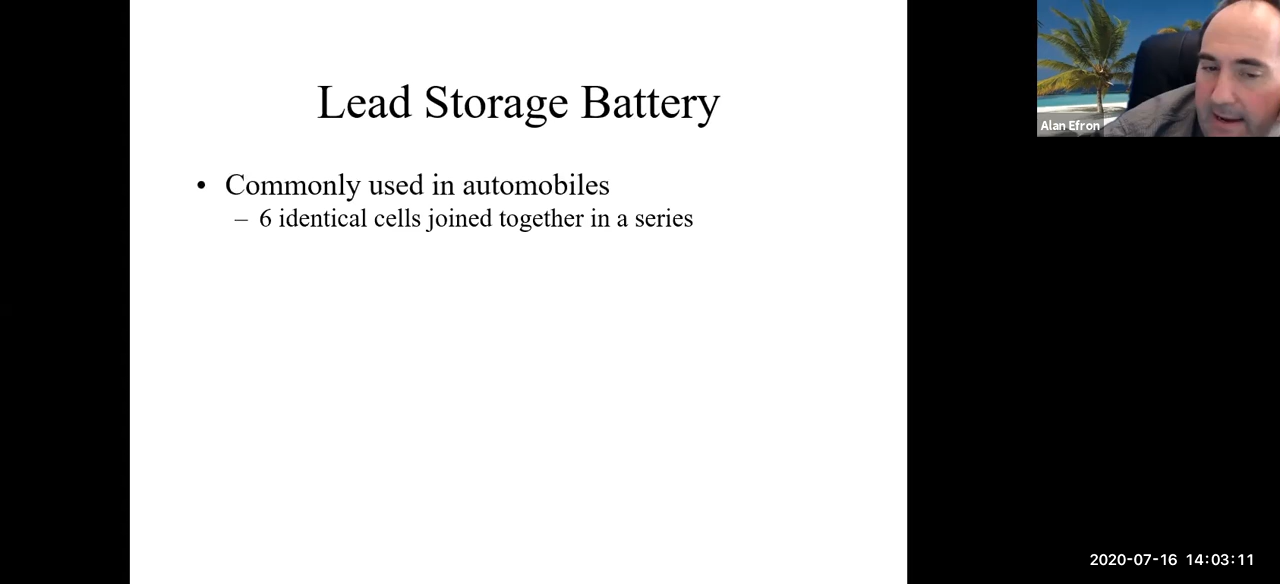 Lead Storage Battery
• Commonly used in automobiles
– 6 identical cells joined together in a series
Alan Efron
2020-07-16 14:03:11